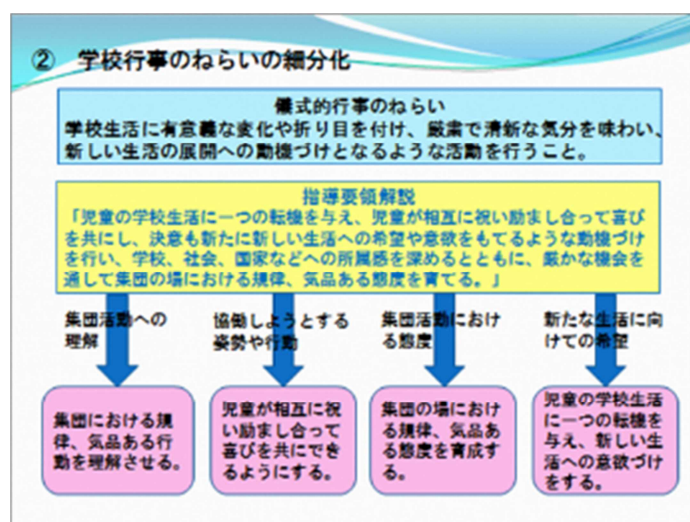 ② 学校行事のねらいの細分化
儀式的行事のねらい
学校生活に有意義な変化や折り目を付け、厳粛で清新な気分を味わい、
新しい生活の展開への動機づけとなるような活動を行うこと。
指導要領解説
「児童の学校生活に一つの転機を与え、児童が相互に祝い励まし合って喜び
を共にし、決意も新たに新しい生活への希望や意欲をもてるような動機づけ
を行い、学校、社会、国家などへの所属感を深めるとともに、厳かな機会を
通して集団の場における規律、気品ある態度を育てる。」
集団活動への
理解
協働しようとする
姿勢や行動
集団活動におけ
る態度
新たな生活に向
けての希望
集団における規
律、気品ある行
動を理解させる。
児童が相互に祝
い励まし合って
喜びを共にでき
るようにする。
集団の場におけ
る規律、気品あ
る態度を育成す
る。
児童の学校生活
に一つの転機を
与え、新しい生
活への意欲づけ
をする。